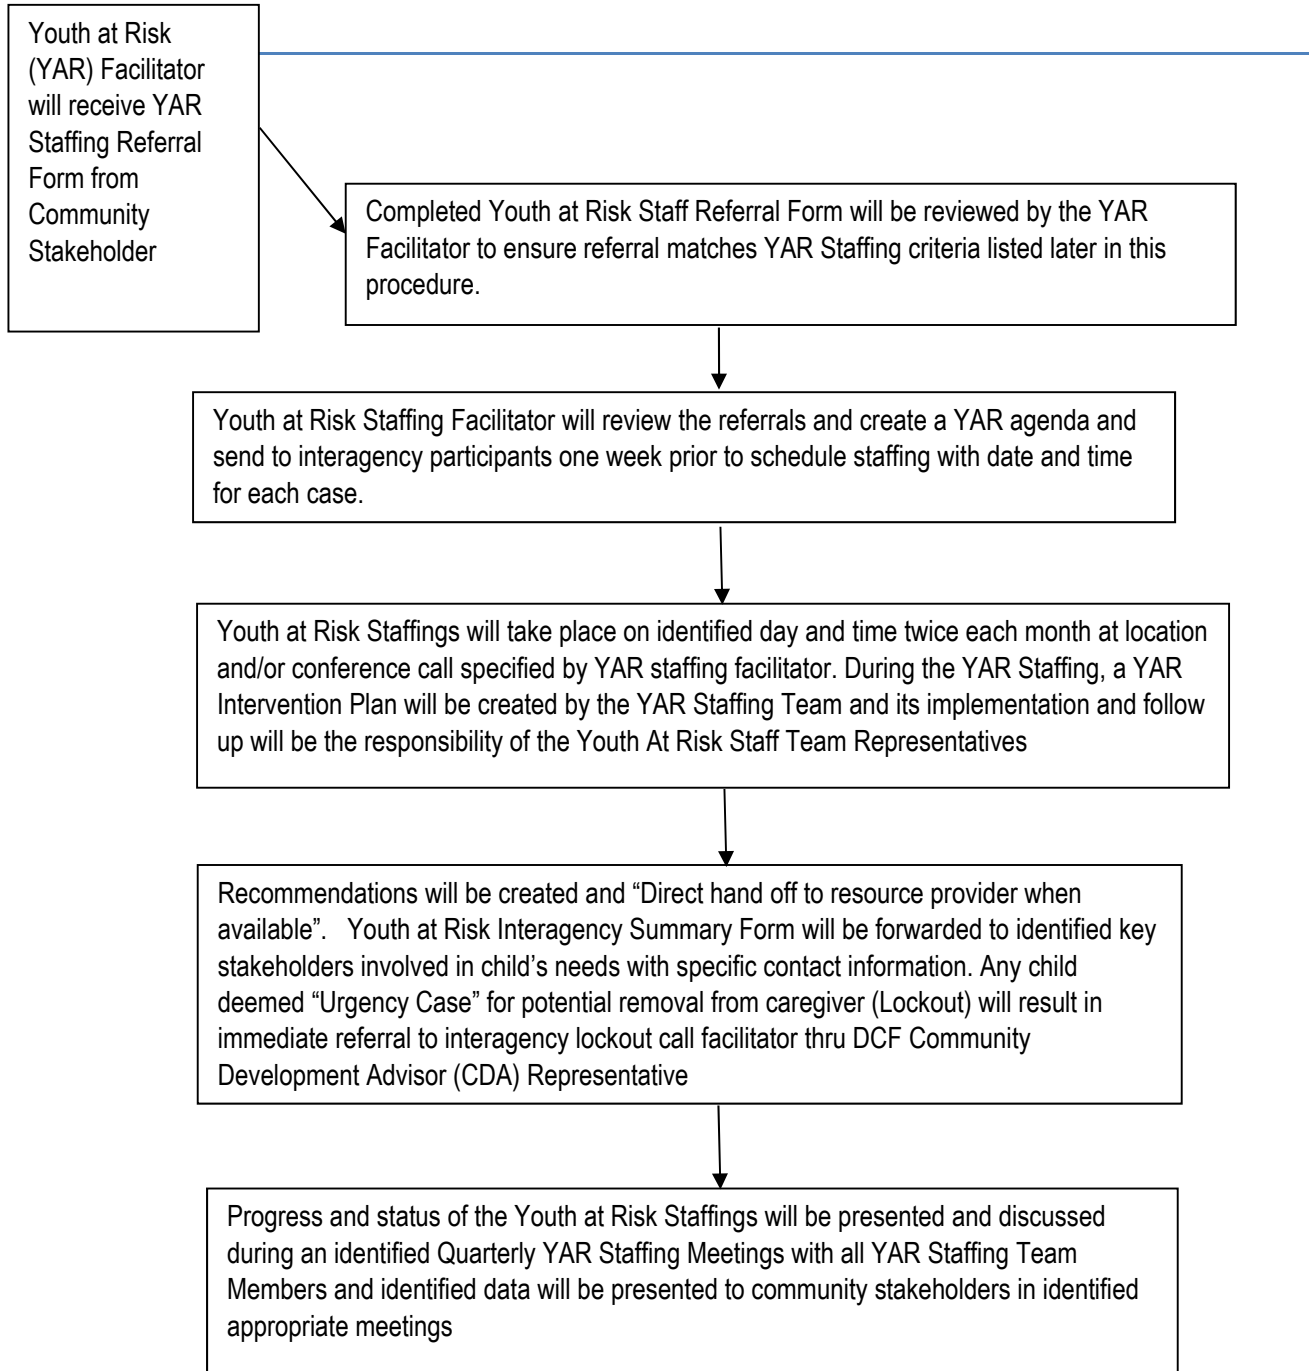 Youth at Risk
(YAR) Facilitator
will receive YAR
Staffing Referral
Form from
Community
Stakeholder
Completed Youth at Risk Staff Referral Form will be reviewed by the YAR
Facilitator to ensure referral matches YAR Staffing criteria listed later in this
procedure.
Youth at Risk Staffing Facilitator will review the referrals and create a YAR agenda and
send to interagency participants one week prior to schedule staffing with date and time
for each case.
Youth at Risk Staffings will take place on identified day and time twice each month at location
and/or conference call specified by YAR staffing facilitator. During the YAR Staffing, a YAR
Intervention Plan will be created by the YAR Staffing Team and its implementation and follow
up will be the responsibility of the Youth At Risk Staff Team Representatives
Recommendations will be created and “Direct hand off to resource provider when
available”.   Youth at Risk Interagency Summary Form will be forwarded to identified key
stakeholders involved in child’s needs with specific contact information. Any child
deemed “Urgency Case” for potential removal from caregiver (Lockout) will result in
immediate referral to interagency lockout call facilitator thru DCF Community
Development Advisor (CDA) Representative
Progress and status of the Youth at Risk Staffings will be presented and discussed
during an identified Quarterly YAR Staffing Meetings with all YAR Staffing Team
Members and identified data will be presented to community stakeholders in identified
appropriate meetings